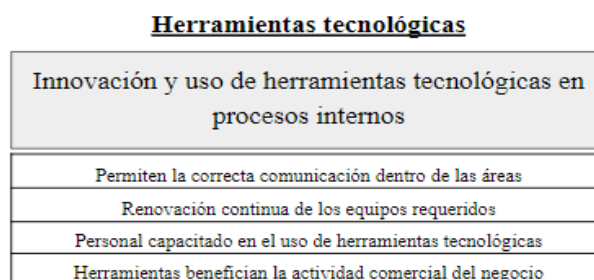 Herramientas tecnológicas
Innovación y uso de herramientas tecnológicas en
procesos internos
Permiten la correcta comunicación dentro de las áreas
Renovación continua de los equipos requeridos
Personal capacitado en el uso de herramientas tecnológicas
Herramientas benefician la actividad comercial del negocio